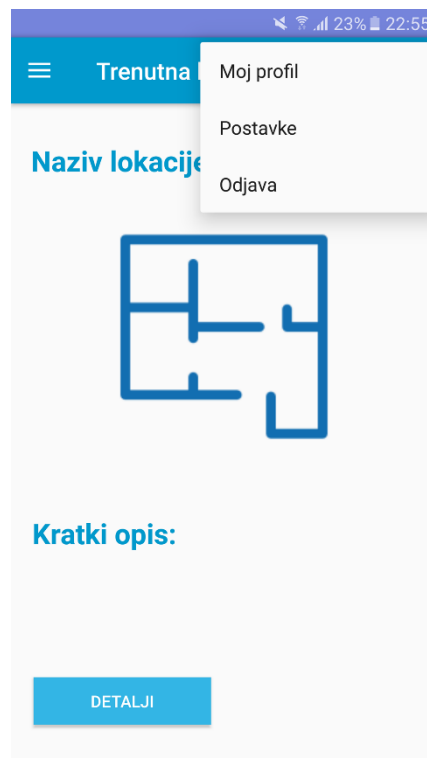 23% 22:55
Trenutna
Moj profil
Postavke
Odjava
Naziv lokacije
Kratki opis:
DETALJI